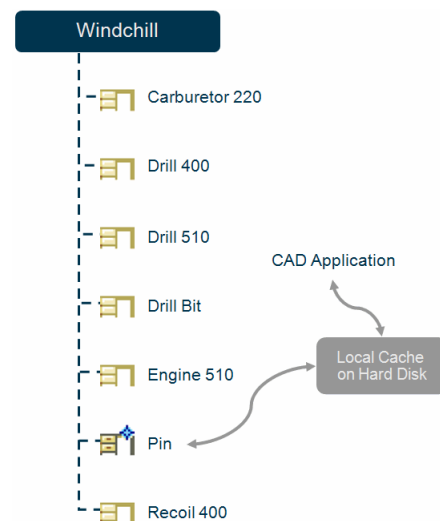 Windchill
Carburetor 220
Drill 400
Drill 510
CAD Application
Drill Bit
Local Cache
on Hard Disk
Engine 510
Pin
Recoil 400